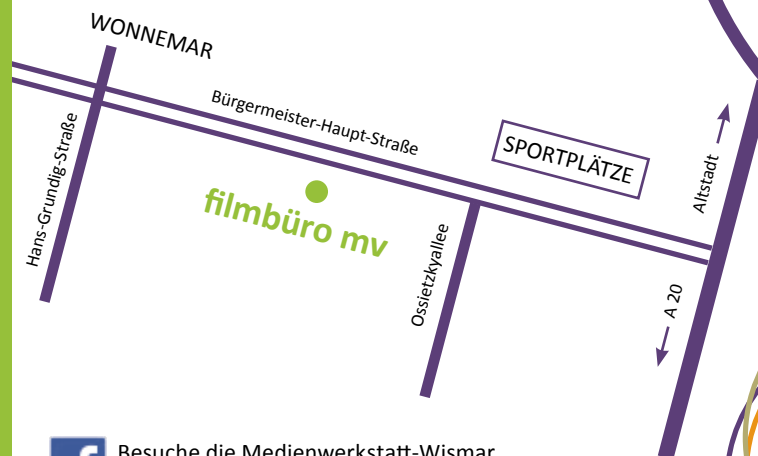 WONNEMAR
Bürgermeister-Haupt-Straße
SPORTPLÄTZE
Altstadt
Hans-Grundig-Straße
filmbüro mv
Ossietzkyallee
A 20
Besuche die Medienwerkstatt-Wismar